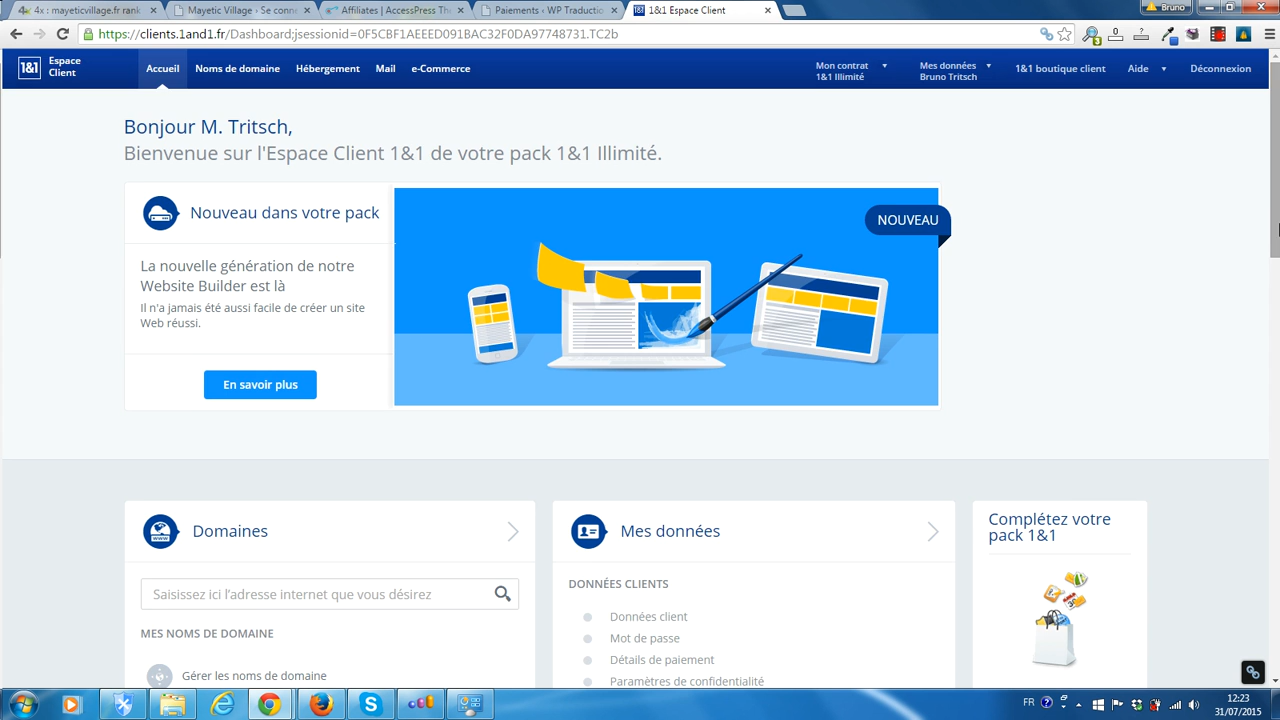 4x : mayeticvillage.fr rank
Mayetic Village › Se conne
Affiliates | AccessPress The
Paiements ‹ WP Traductio
1&1 Espace Client
Bruno
https://clients.1and1.fr/Dashboard;jsessionid=0F5CBF1AEEED091BAC32F0DA97748731.TC2b
1&1
Espace
Client
Accueil
Noms de domaine
Hébergement
Mail
e-Commerce
Mon contrat
1&1 Illimité
Mes données
Bruno Tritsch
1&1 boutique client
Aide
Déconnexion
Bonjour M. Tritsch,
Bienvenue sur l'Espace Client 1&1 de votre pack 1&1 Illimité.
Nouveau dans votre pack
NOUVEAU
La nouvelle génération de notre
Website Builder est là
Il n'a jamais été aussi facile de créer un site
Web réussi.
En savoir plus
Domaines
Saisissez ici l'adresse internet que vous désirez
MES NOMS DE DOMAINE
Gérer les noms de domaine
Mes données
DONNÉES CLIENTS
Données client
Mot de passe
Détails de paiement
Paramètres de confidentialité
Complétez votre
pack 1&1
FR
12:23
31/07/2015